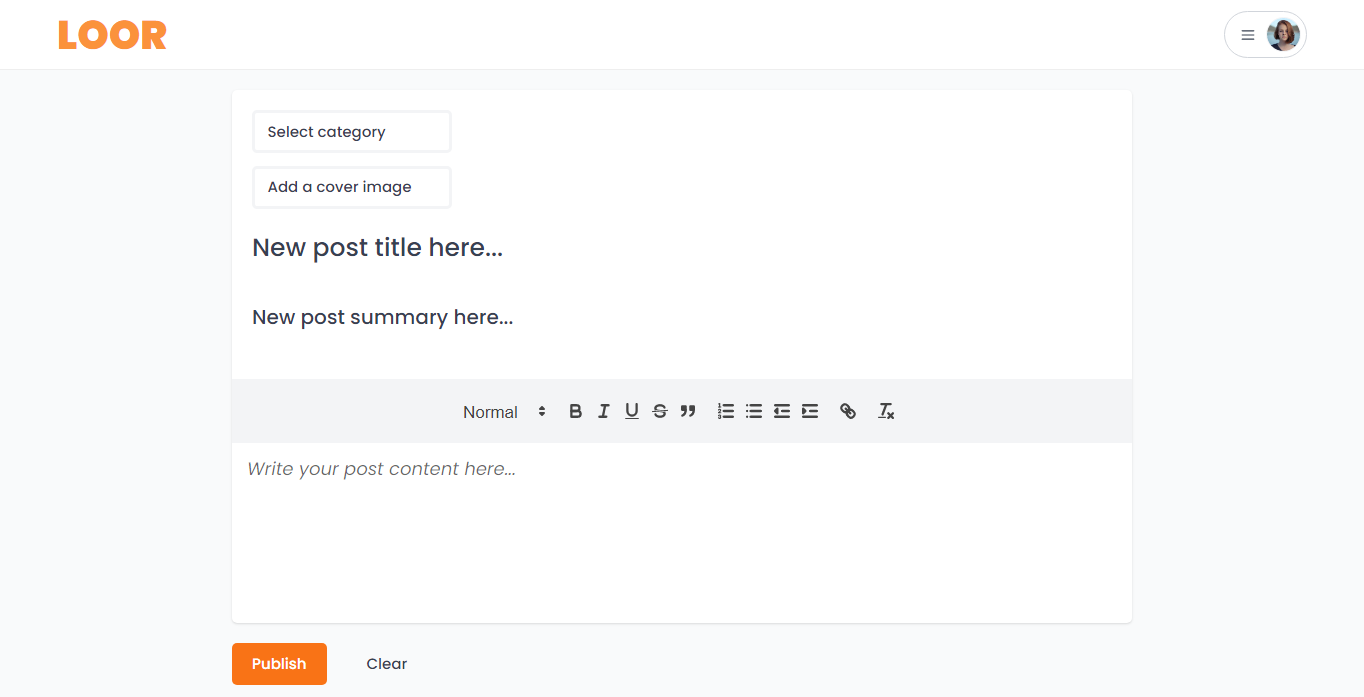 LOOR
Select category
Add a cover image
New post title here...
New post summary here...
Normal
Write your post content here...
Publish
Clear